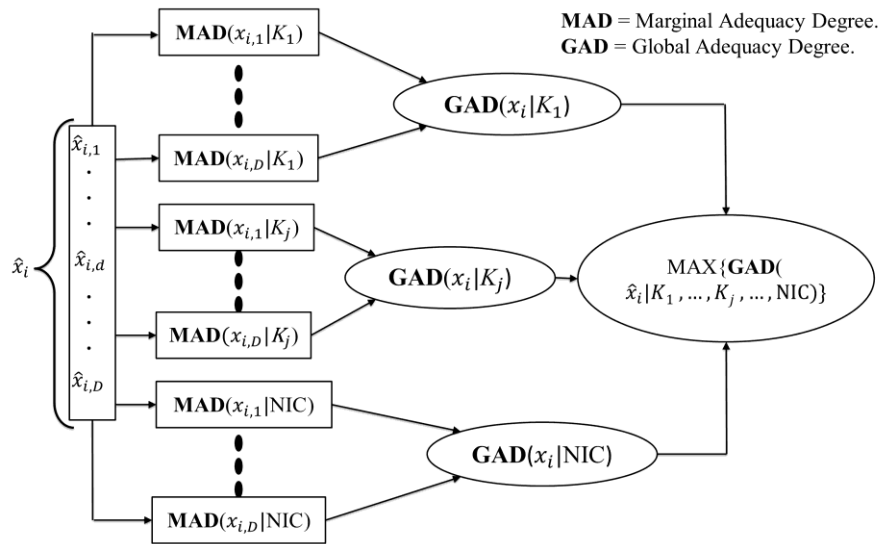 MAD = Marginal Adequacy Degree.
GAD = Global Adequacy Degree.
MAD(x_{i,1}|K_1)
GAD(x_i|K_1)
MAD(x_{i,D}|K_1)
x̂_{i,1}
.
.
.
x̂_{i,d}
.
.
.
x̂_{i,D}
x̂_i
MAD(x_{i,1}|K_j)
GAD(x_i|K_j)
MAD(x_{i,D}|K_j)
MAX{GAD(
x̂_i|K_1, …, K_j, …, NIC)}
MAD(x_{i,1}|NIC)
GAD(x_i|NIC)
MAD(x_{i,D}|NIC)